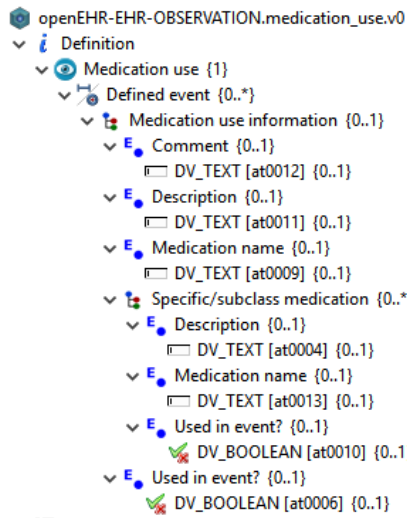 openEHR-EHR-OBSERVATION.medication_use.v0
i Definition
Medication use {1}
Defined event {0..*}
Medication use information {0..1}
E Comment {0..1}
DV_TEXT [at0012] {0..1}
E Description {0..1}
DV_TEXT [at0011] {0..1}
E Medication name {0..1}
DV_TEXT [at0009] {0..1}
Specific/subclass medication {0..*
E Description {0..1}
DV_TEXT [at0004] {0..1}
E Medication name {0..1}
DV_TEXT [at0013] {0..1}
E Used in event? {0..1}
DV_BOOLEAN [at0010] {0..1
E Used in event? {0..1}
DV_BOOLEAN [at0006] {0..1}